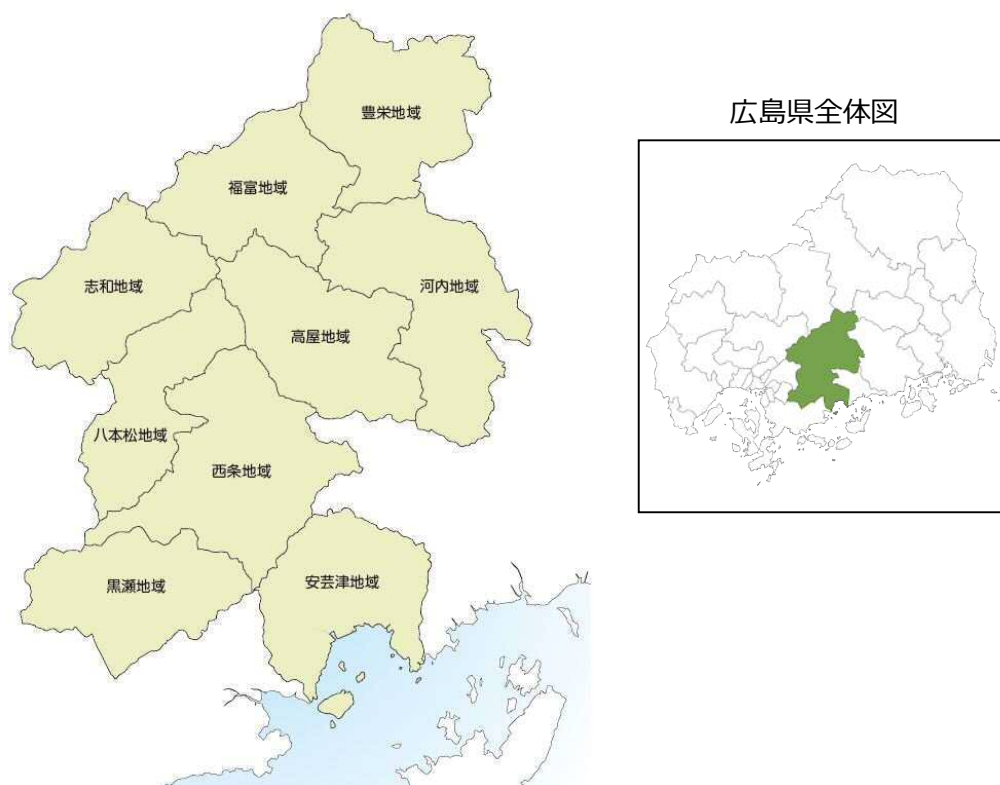 豊栄地域
広島県全体図
福富地域
志和地域
河内地域
高屋地域
八本松地域
西条地域
黒瀬地域
安芸津地域